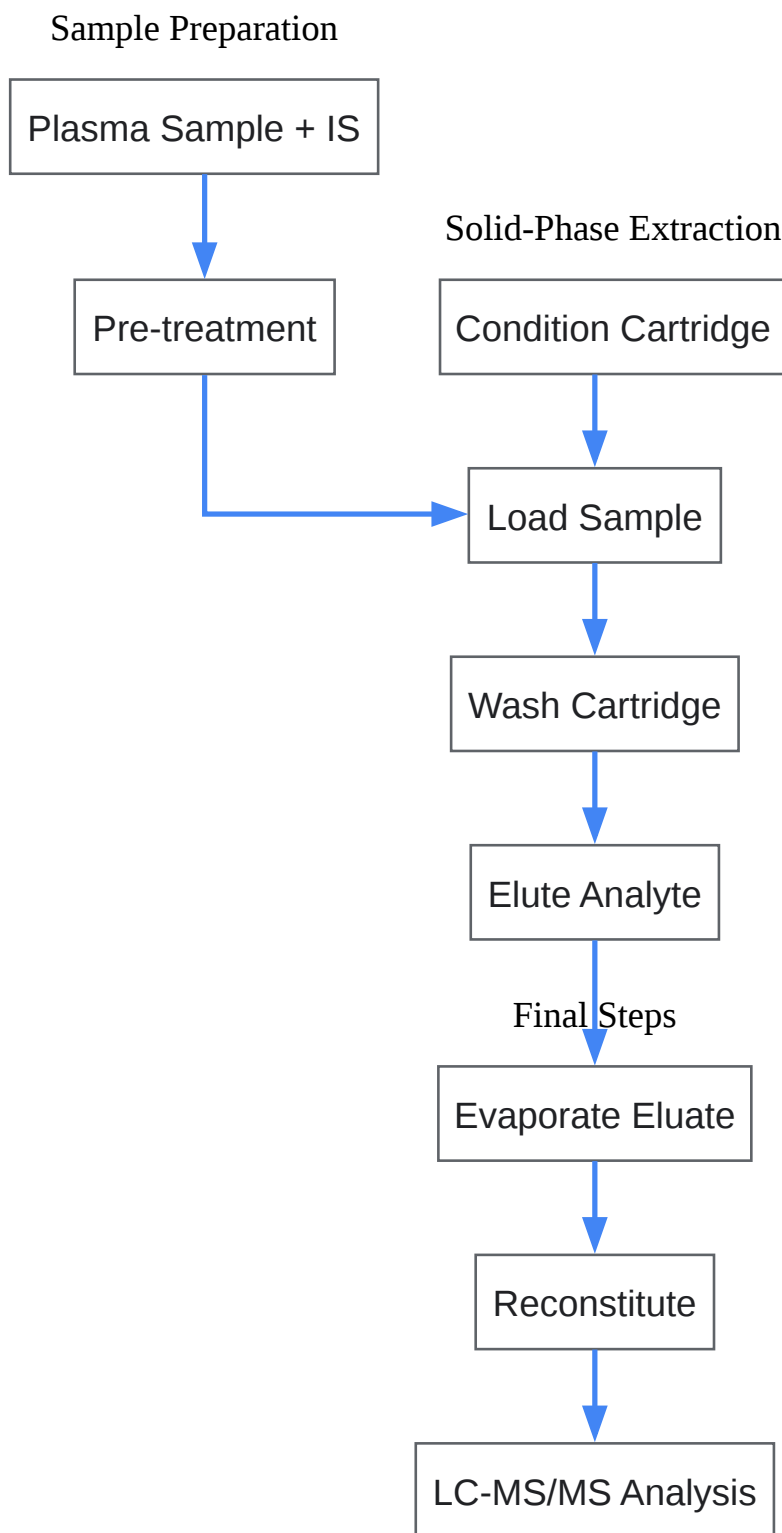 Sample Preparation
Plasma Sample + IS
Solid-Phase Extraction
Pre-treatment
Condition Cartridge
Load Sample
Wash Cartridge
Elute Analyte
Final Steps
Evaporate Eluate
Reconstitute
LC-MS/MS Analysis